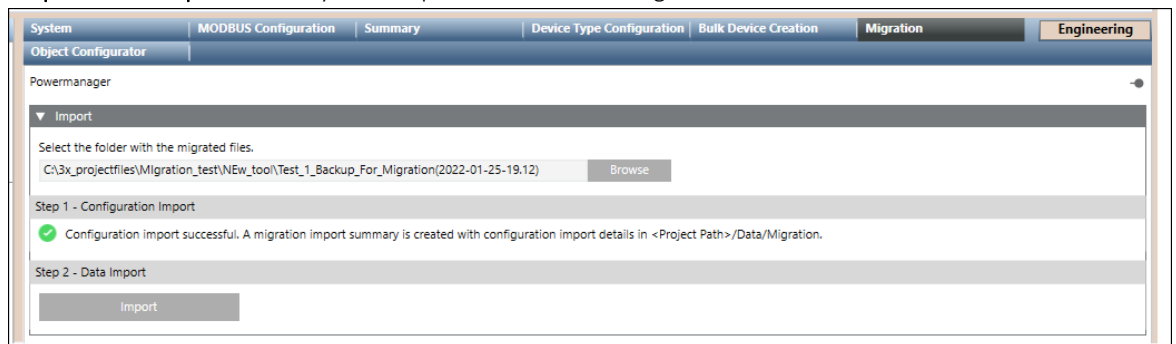 System MODBUS Configuration Summary Device Type Configuration Bulk Device Creation Migration Engineering
Object Configurator
Powermanager
Import
Select the folder with the migrated files.
C:\3x_projectfiles\MIgration_test\NEw_tool\Test_1_Backup_For_Migration(2022-01-25-19.12) Browse
Step 1 - Configuration Import
Configuration import successful. A migration import summary is created with configuration import details in <Project Path>/Data/Migration.
Step 2 - Data Import
Import